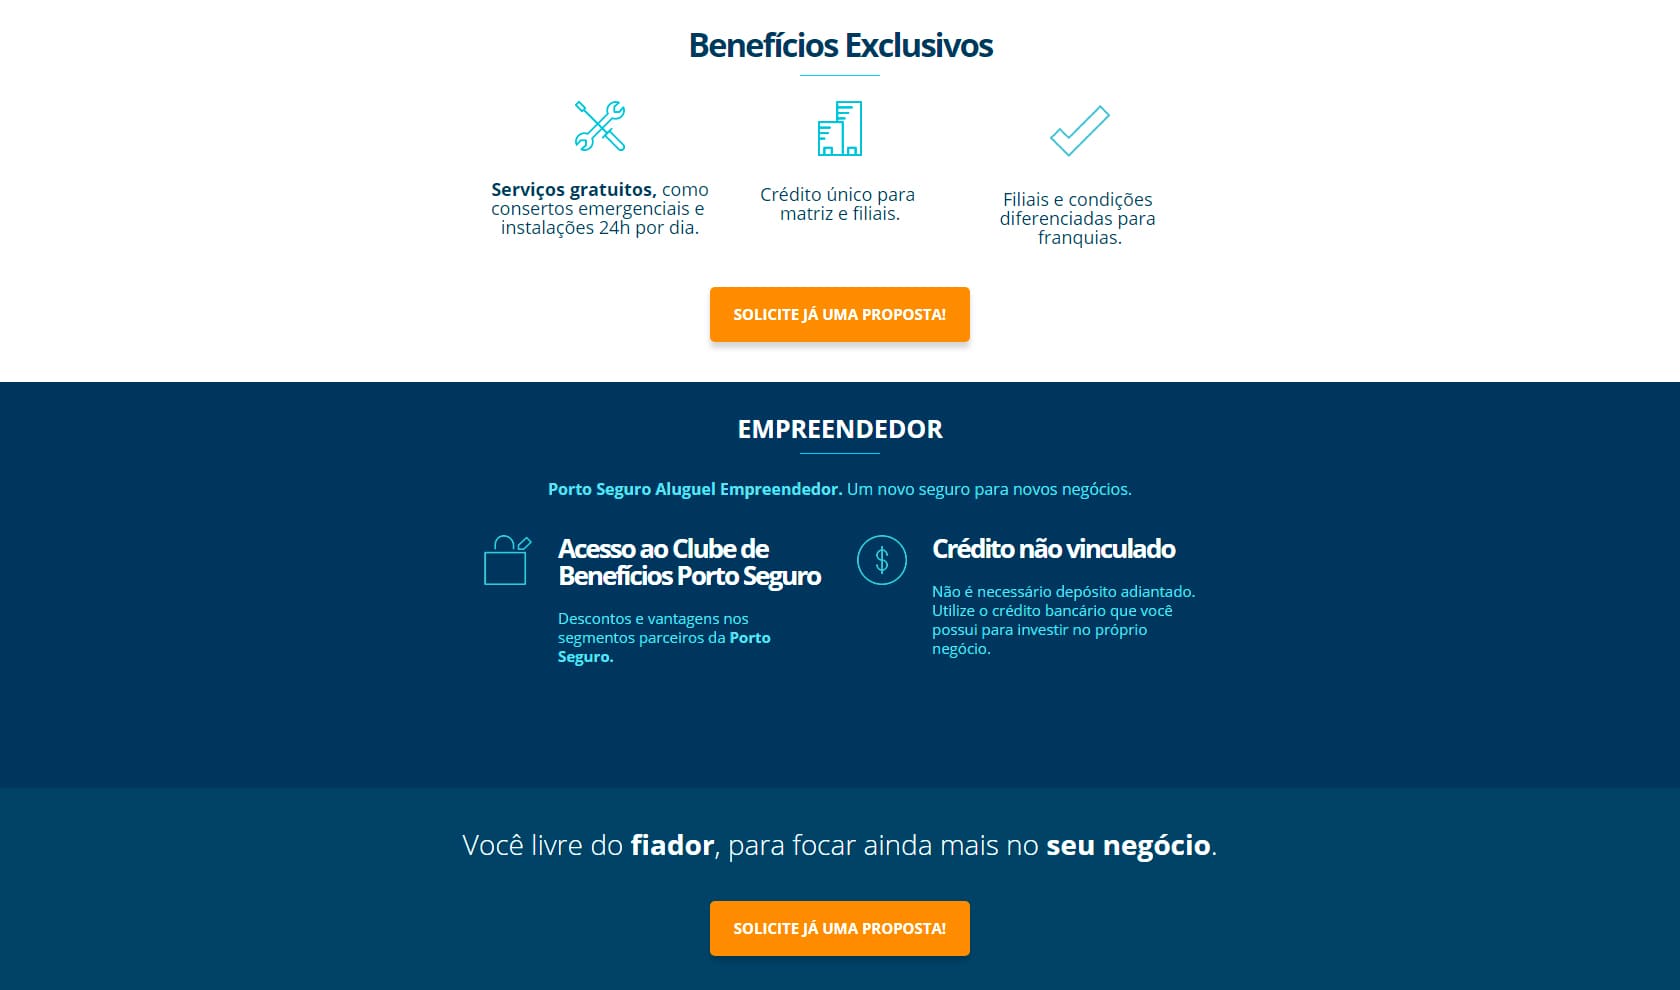 Benefícios Exclusivos
Serviços gratuitos, como
consertos emergenciais e
instalações 24h por dia.
Crédito único para
matriz e filiais.
Filiais e condições
diferenciadas para
franquias.
SOLICITE JÁ UMA PROPOSTA!
EMPREENDEDOR
Porto Seguro Aluguel Empreendedor. Um novo seguro para novos negócios.
Acesso ao Clube de
Benefícios Porto Seguro
Descontos e vantagens nos
segmentos parceiros da Porto
Seguro.
Crédito não vinculado
Não é necessário depósito adiantado.
Utilize o crédito bancário que você
possui para investir no próprio
negócio.
Você livre do fiador, para focar ainda mais no seu negócio.
SOLICITE JÁ UMA PROPOSTA!